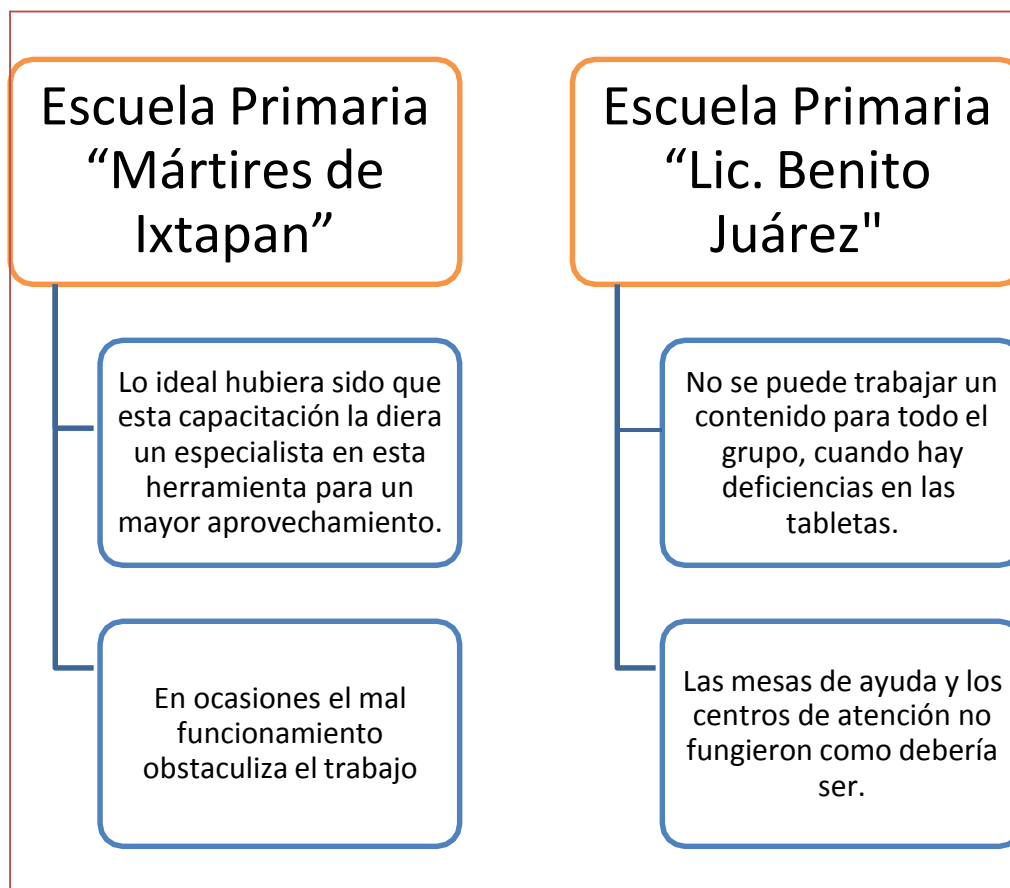 Escuela Primaria
“Mártires de
Ixtapan”
Lo ideal hubiera sido que
esta capacitación la diera
un especialista en esta
herramienta para un
mayor aprovechamiento.
En ocasiones el mal
funcionamiento
obstaculiza el trabajo
Escuela Primaria
“Lic. Benito
Juárez"
No se puede trabajar un
contenido para todo el
grupo, cuando hay
deficiencias en las
tabletas.
Las mesas de ayuda y los
centros de atención no
fungieron como debería
ser.